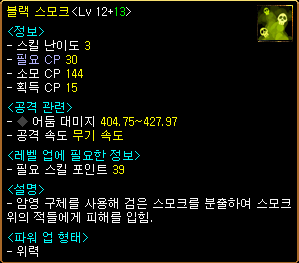 블랙 스모크<Lv 12+13>
<정보>
- 스킬 난이도 3
- 필요 CP 30
- 소모 CP 144
- 획득 CP 15
<공격 관련>
- ◆ 어둠 대미지 404.75~427.97
- 공격 속도 무기 속도
<레벨 업에 필요한 정보>
- 필요 스킬 포인트 39
<설명>
- 암영 구체를 사용해 검은 스모크를 분출하여 스모크
위의 적들에게 피해를 입힘.
<파워 업 형태>
- 위력